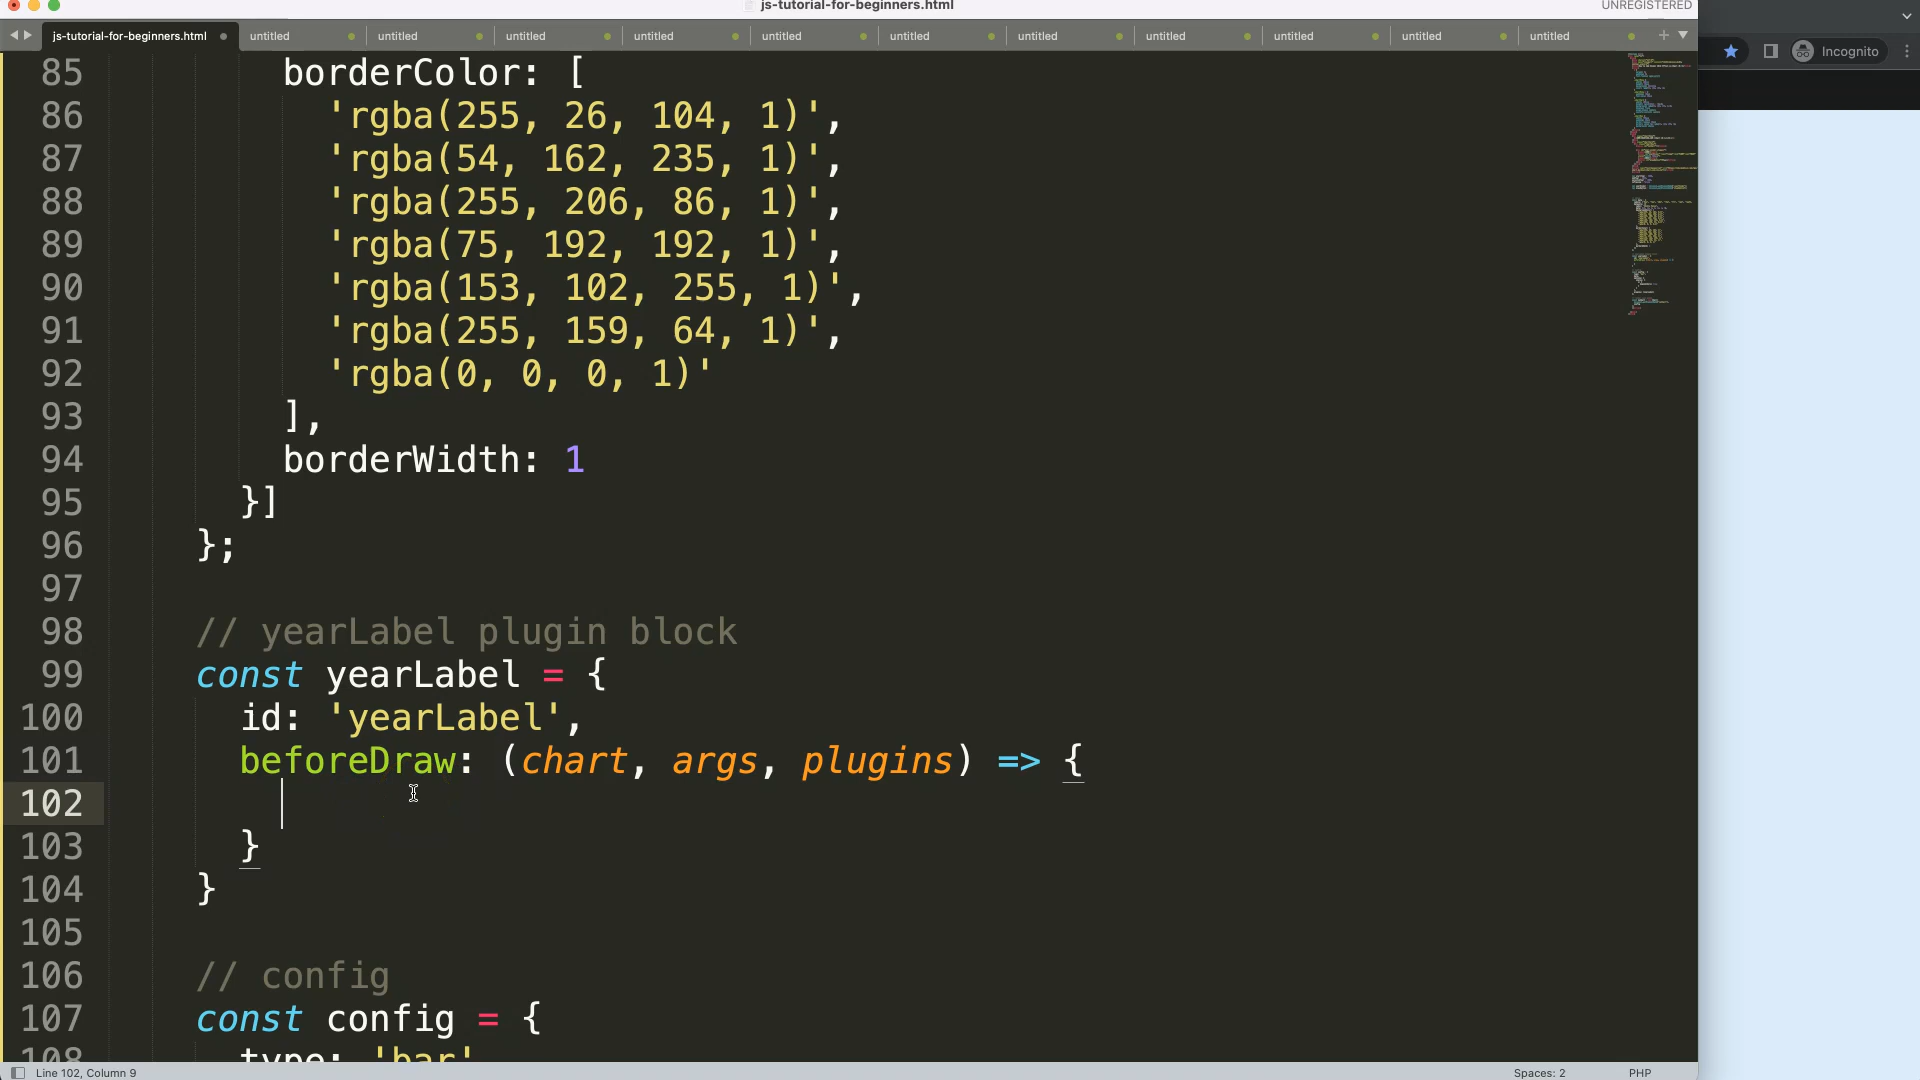 js-tutorial-for-beginners.html
UNREGISTERED
js-tutorial-for-beginners.html
untitled
untitled
untitled
untitled
untitled
untitled
untitled
untitled
untitled
untitled
untitled
Incognito
85 borderColor: [
86 'rgba(255, 26, 104, 1)',
87 'rgba(54, 162, 235, 1)',
88 'rgba(255, 206, 86, 1)',
89 'rgba(75, 192, 192, 1)',
90 'rgba(153, 102, 255, 1)',
91 'rgba(255, 159, 64, 1)',
92 'rgba(0, 0, 0, 1)'
93 ],
94 borderWidth: 1
95 }]
96 };
97
98 // yearLabel plugin block
99 const yearLabel = {
100 id: 'yearLabel',
101 beforeDraw: (chart, args, plugins) => {
102
103 }
104 }
105
106 // config
107 const config = {
108 type: 'bar'
Line 102, Column 9
Spaces: 2
PHP